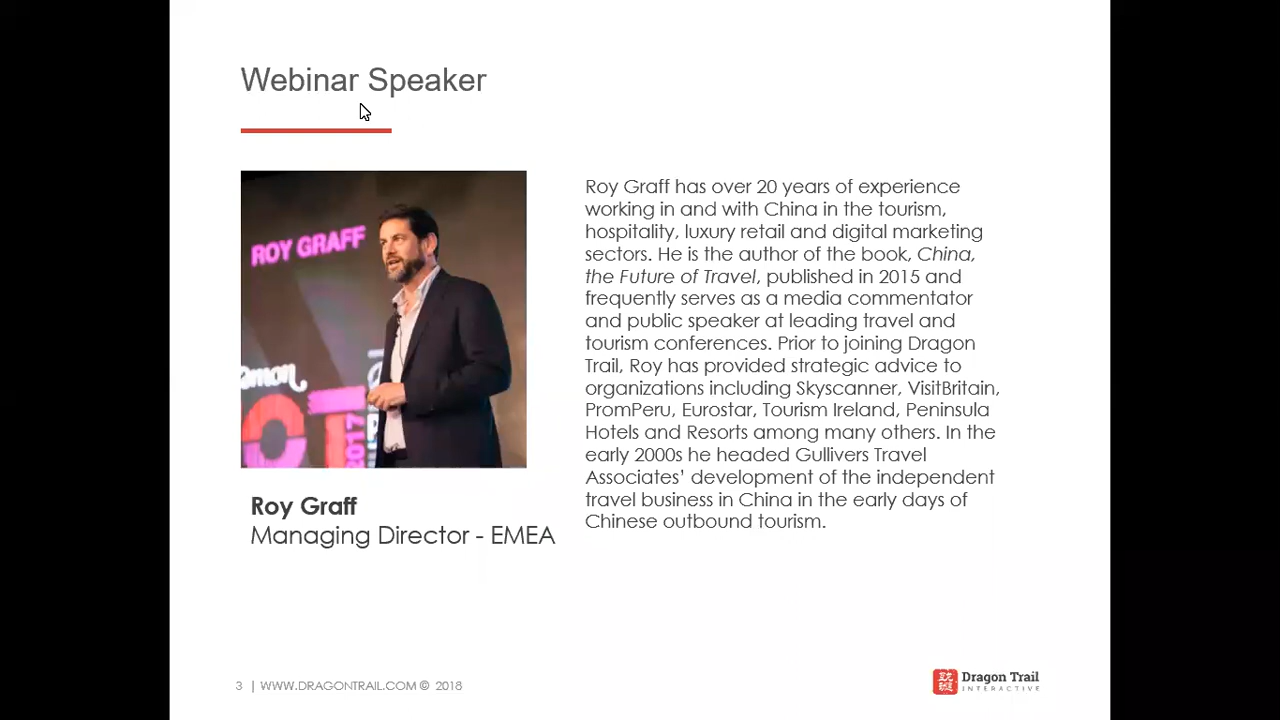 Webinar Speaker
ROY GRAFF
2017
Roy Graff
Managing Director - EMEA
Roy Graff has over 20 years of experience
working in and with China in the tourism,
hospitality, luxury retail and digital marketing
sectors. He is the author of the book, China,
the Future of Travel, published in 2015 and
frequently serves as a media commentator
and public speaker at leading travel and
tourism conferences. Prior to joining Dragon
Trail, Roy has provided strategic advice to
organizations including Skyscanner, VisitBritain,
PromPeru, Eurostar, Tourism Ireland, Peninsula
Hotels and Resorts among many others. In the
early 2000s he headed Gullivers Travel
Associates’ development of the independent
travel business in China in the early days of
Chinese outbound tourism.
3 | WWW.DRAGONTRAIL.COM © 2018
Dragon Trail
INTERACTIVE